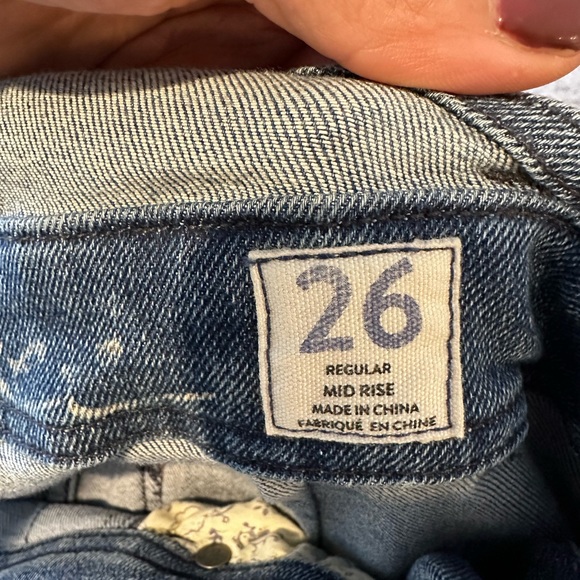 26
REGULAR
MID RISE
MADE IN CHINA
FABRIQUÉ EN CHINE